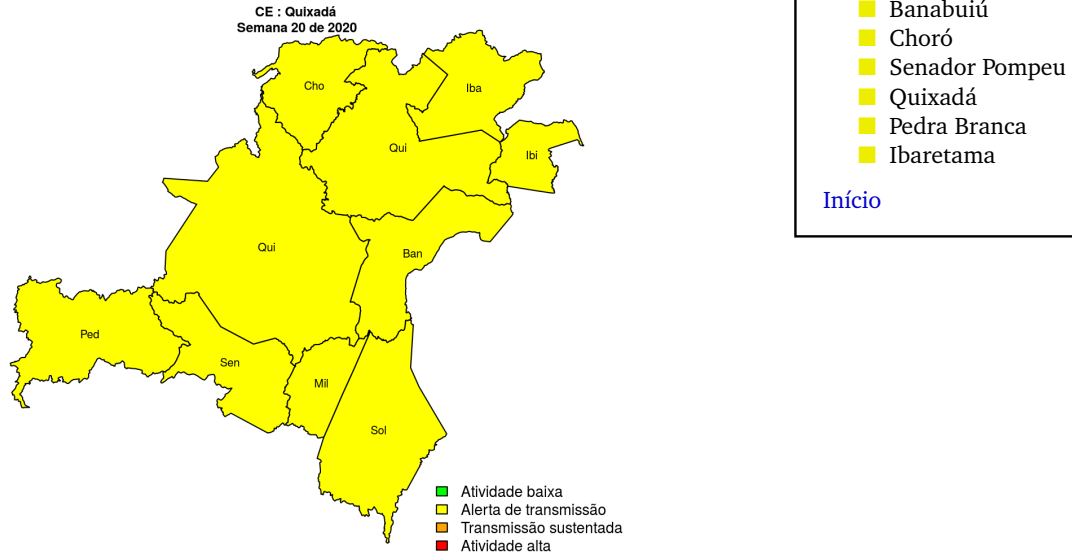 CE : Quixadá
Semana 20 de 2020
Cho
Iba
Qui
Ibi
Qui
Ban
Ped
Sen
Mil
Sol
Atividade baixa
Alerta de transmissão
Transmissão sustentada
Atividade alta
Banabuiú
Choró
Senador Pompeu
Quixadá
Pedra Branca
Ibaretama
Início